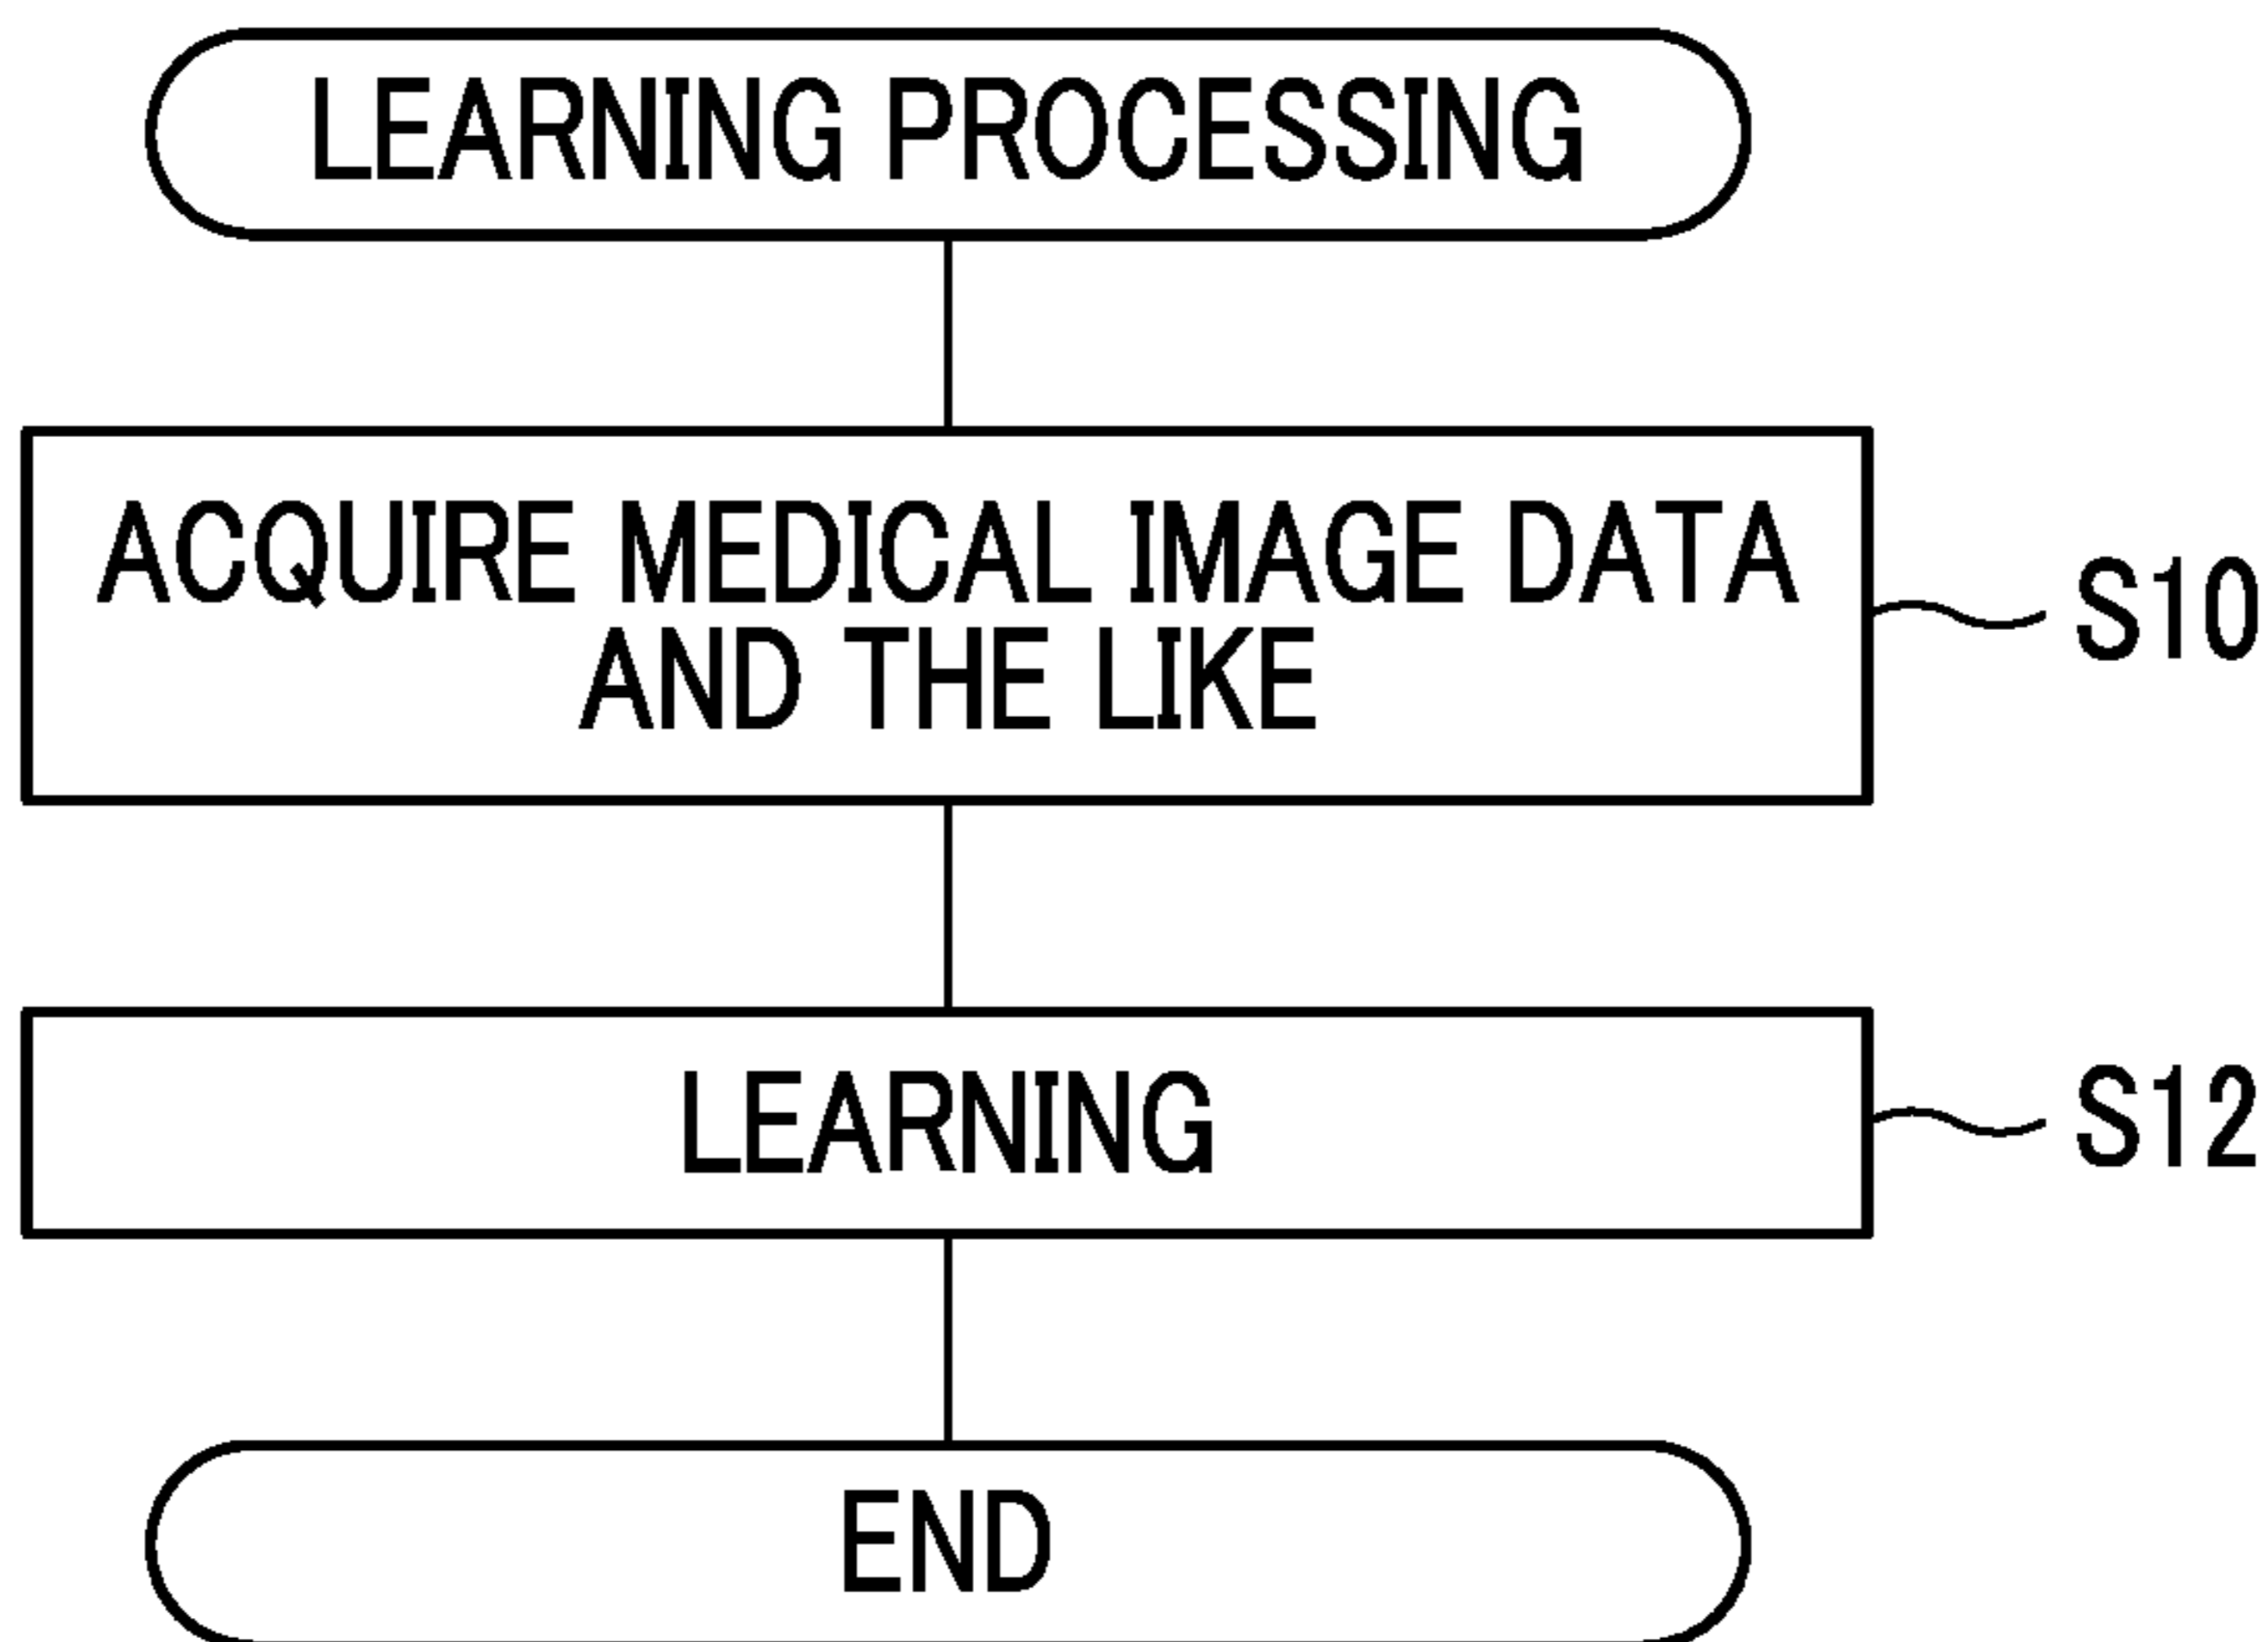 LEARNING PROCESSING
ACQUIRE MEDICAL IMAGE DATA
AND THE LIKE
S10
LEARNING
S12
END